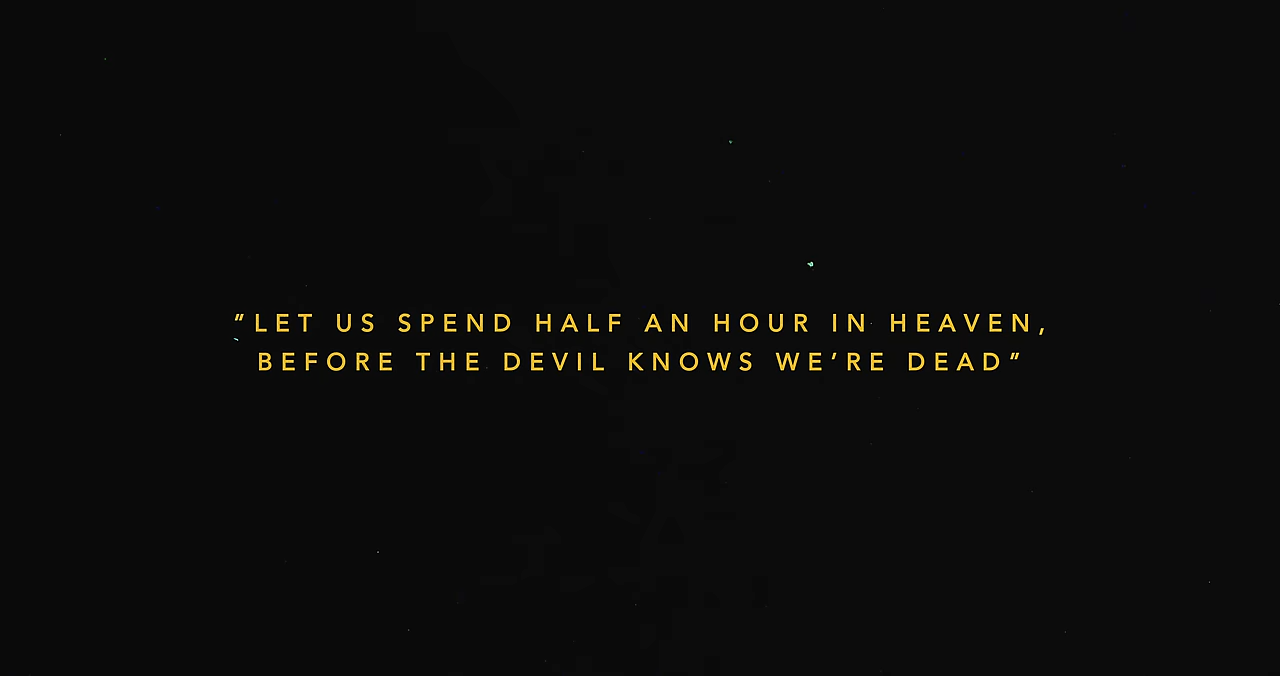 "LET US SPEND HALF AN HOUR IN HEAVEN,
BEFORE THE DEVIL KNOWS WE'RE DEAD"